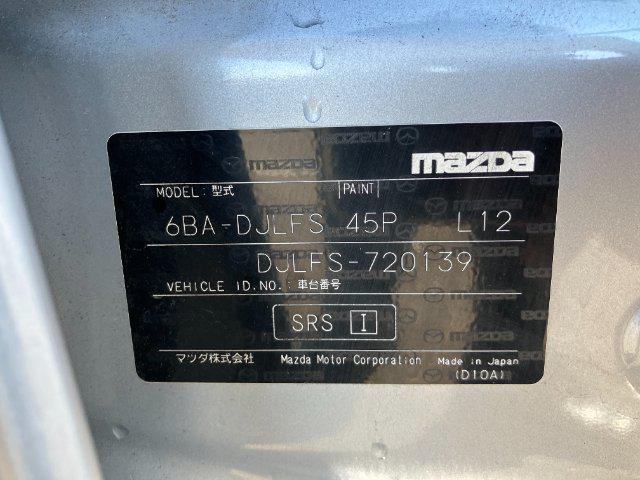 mazda
MODEL: 型式 PAINT
6BA-DJLFS 45P L12
DJLFS-720139
VEHICLE ID.NO.: 車台番号
SRS I
マツダ株式会社 Mazda Motor Corporation Made in Japan
(D10A)